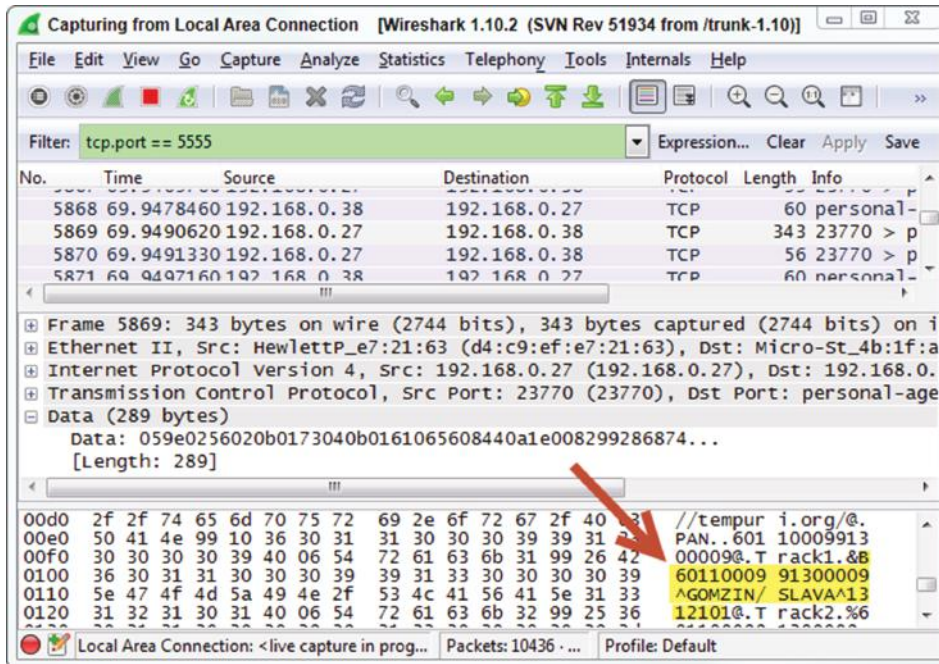 Capturing from Local Area Connection [Wireshark 1.10.2 (SVN Rev 51934 from /trunk-1.10)]
File Edit View Go Capture Analyze Statistics Telephony Tools Internals Help
Filter: tcp.port == 5555 Expression... Clear Apply Save
No. Time Source Destination Protocol Length Info
5868 69.9478460 192.168.0.38 192.168.0.27 TCP 60 personal-
5869 69.9490620 192.168.0.27 192.168.0.38 TCP 343 23770 > p
5870 69.9491330 192.168.0.27 192.168.0.38 TCP 56 23770 > p
5871 69.9497160 192.168.0.38 192.168.0.27 TCP 60 personal-
Frame 5869: 343 bytes on wire (2744 bits), 343 bytes captured (2744 bits) on i
Ethernet II, Src: HewlettP_e7:21:63 (d4:c9:ef:e7:21:63), Dst: Micro-St_4b:1f:a
Internet Protocol Version 4, Src: 192.168.0.27 (192.168.0.27), Dst: 192.168.0.
Transmission Control Protocol, Src Port: 23770 (23770), Dst Port: personal-age
Data (289 bytes)
Data: 059e0256020b0173040b0161065608440a1e008299286874...
[Length: 289]
00d0 2f 2f 74 65 6d 70 75 72 69 2e 6f 72 67 2f 40 //tempur i.org/@.
00e0 50 41 4e 99 10 36 30 31 31 30 30 30 39 39 31 PAN..601 10009913
00f0 30 30 30 30 39 40 06 54 72 61 63 6b 31 99 26 42 00009@.T rack1.&B
0100 36 30 31 31 30 30 30 39 39 31 33 30 30 30 30 39 60110009 91300009
0110 5e 47 4f 4d 5a 49 4e 2f 53 4c 41 56 41 5e 31 33 ^GOMZIN/ SLAVA^13
0120 31 32 31 30 31 40 06 54 72 61 63 6b 32 99 25 36 12101@.T rack2.%6
Local Area Connection: <live capture in prog... Packets: 10436 · ... Profile: Default